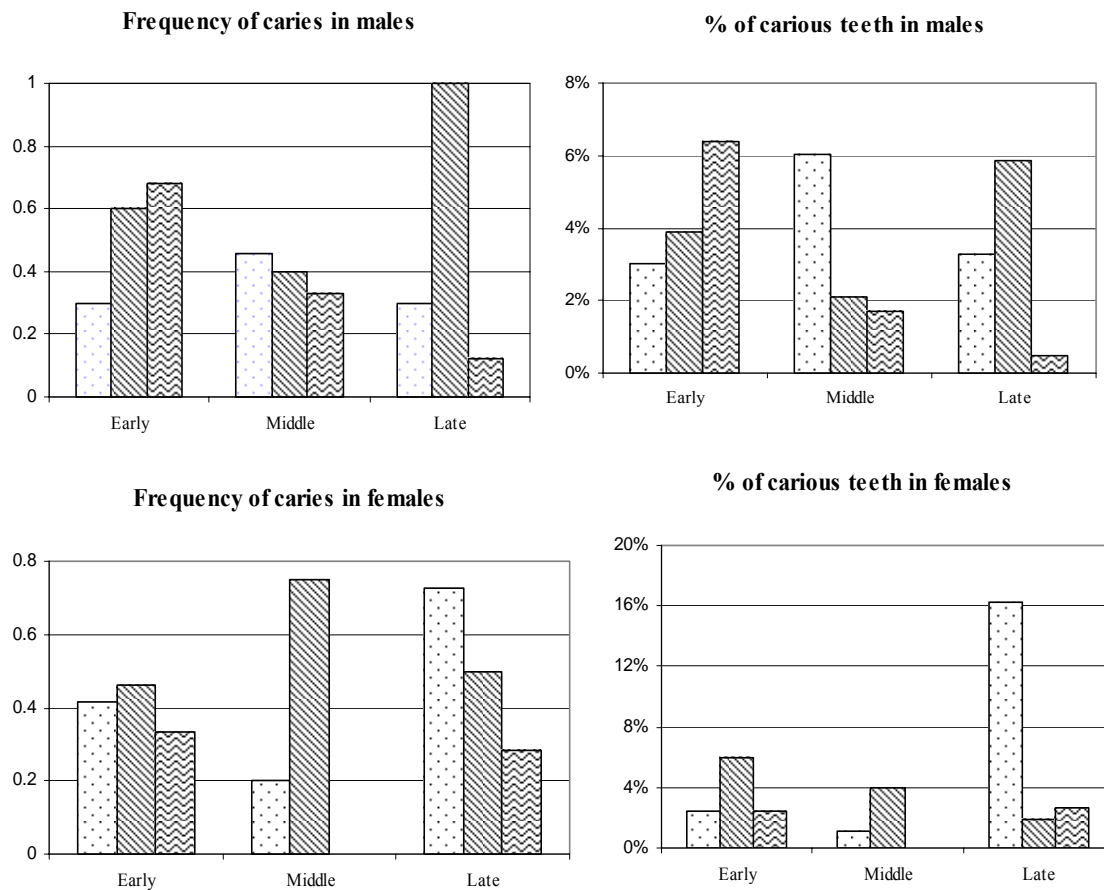 Frequency of caries in males
1
0.8
0.6
0.4
0.2
0
Early Middle Late
% of carious teeth in males
8%
6%
4%
2%
0%
Early Middle Late
Frequency of caries in females
0.8
0.6
0.4
0.2
0
Early Middle Late
% of carious teeth in females
20%
16%
12%
8%
4%
0%
Early Middle Late